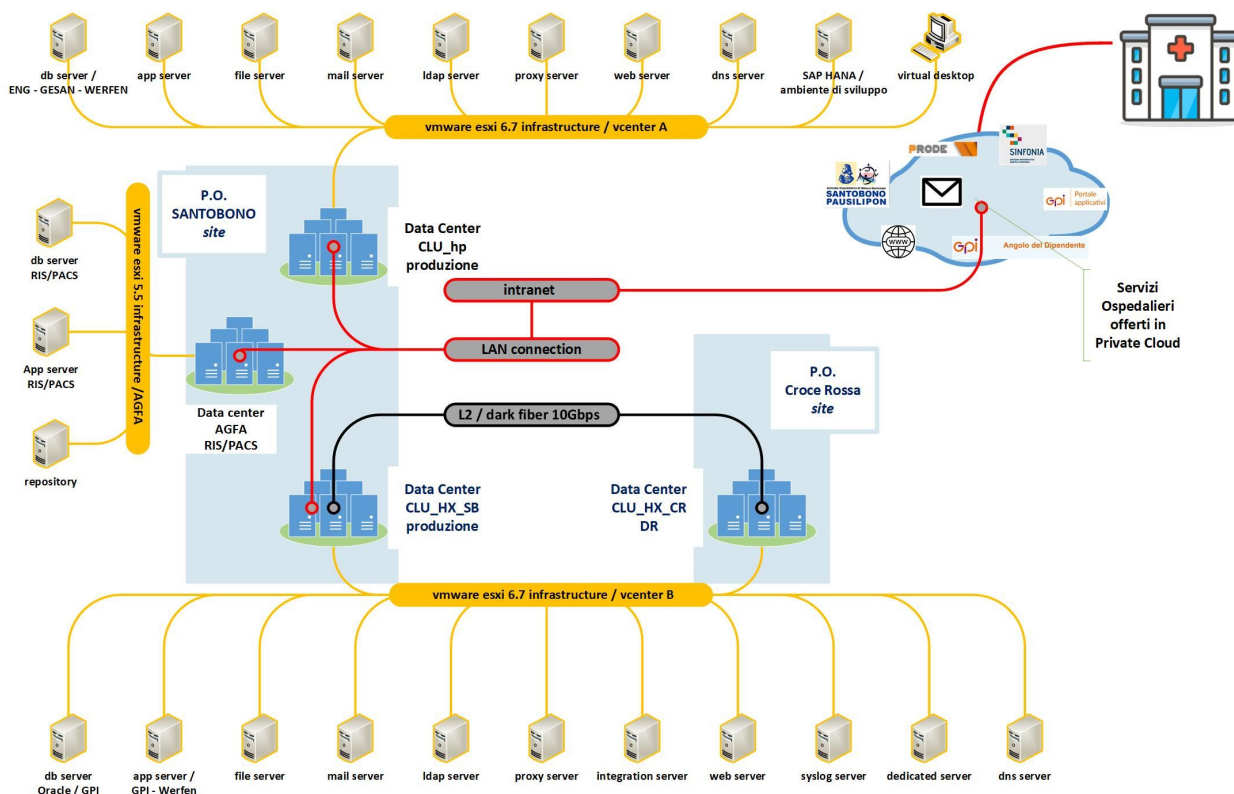 db server /
ENG - GESAN - WERFEN
app server
file server
mail server
ldap server
proxy server
web server
dns server
SAP HANA /
ambiente di sviluppo
virtual desktop
vmware esxi 6.7 infrastructure / vcenter A
P.O.
SANTOBONO
site
vmware esxi 5.5 infrastructure /AGFA
db server
RIS/PACS
App server
RIS/PACS
repository
Data Center
CLU_hp
produzione
Data center
AGFA
RIS/PACS
intranet
LAN connection
L2 / dark fiber 10Gbps
PRODE
SINFONIA
SANTOBONO
PAUSILIPON
GPI
Portale
applicativi
WWW
GPI
Angolo del Dipendente
Servizi
Ospedalieri
offerti in
Private Cloud
P.O.
Croce Rossa
site
Data Center
CLU_HX_SB
produzione
Data Center
CLU_HX_CR
DR
vmware esxi 6.7 infrastructure / vcenter B
db server
Oracle / GPI
app server /
GPI - Werfen
file server
mail server
ldap server
proxy server
integration server
web server
syslog server
dedicated server
dns server